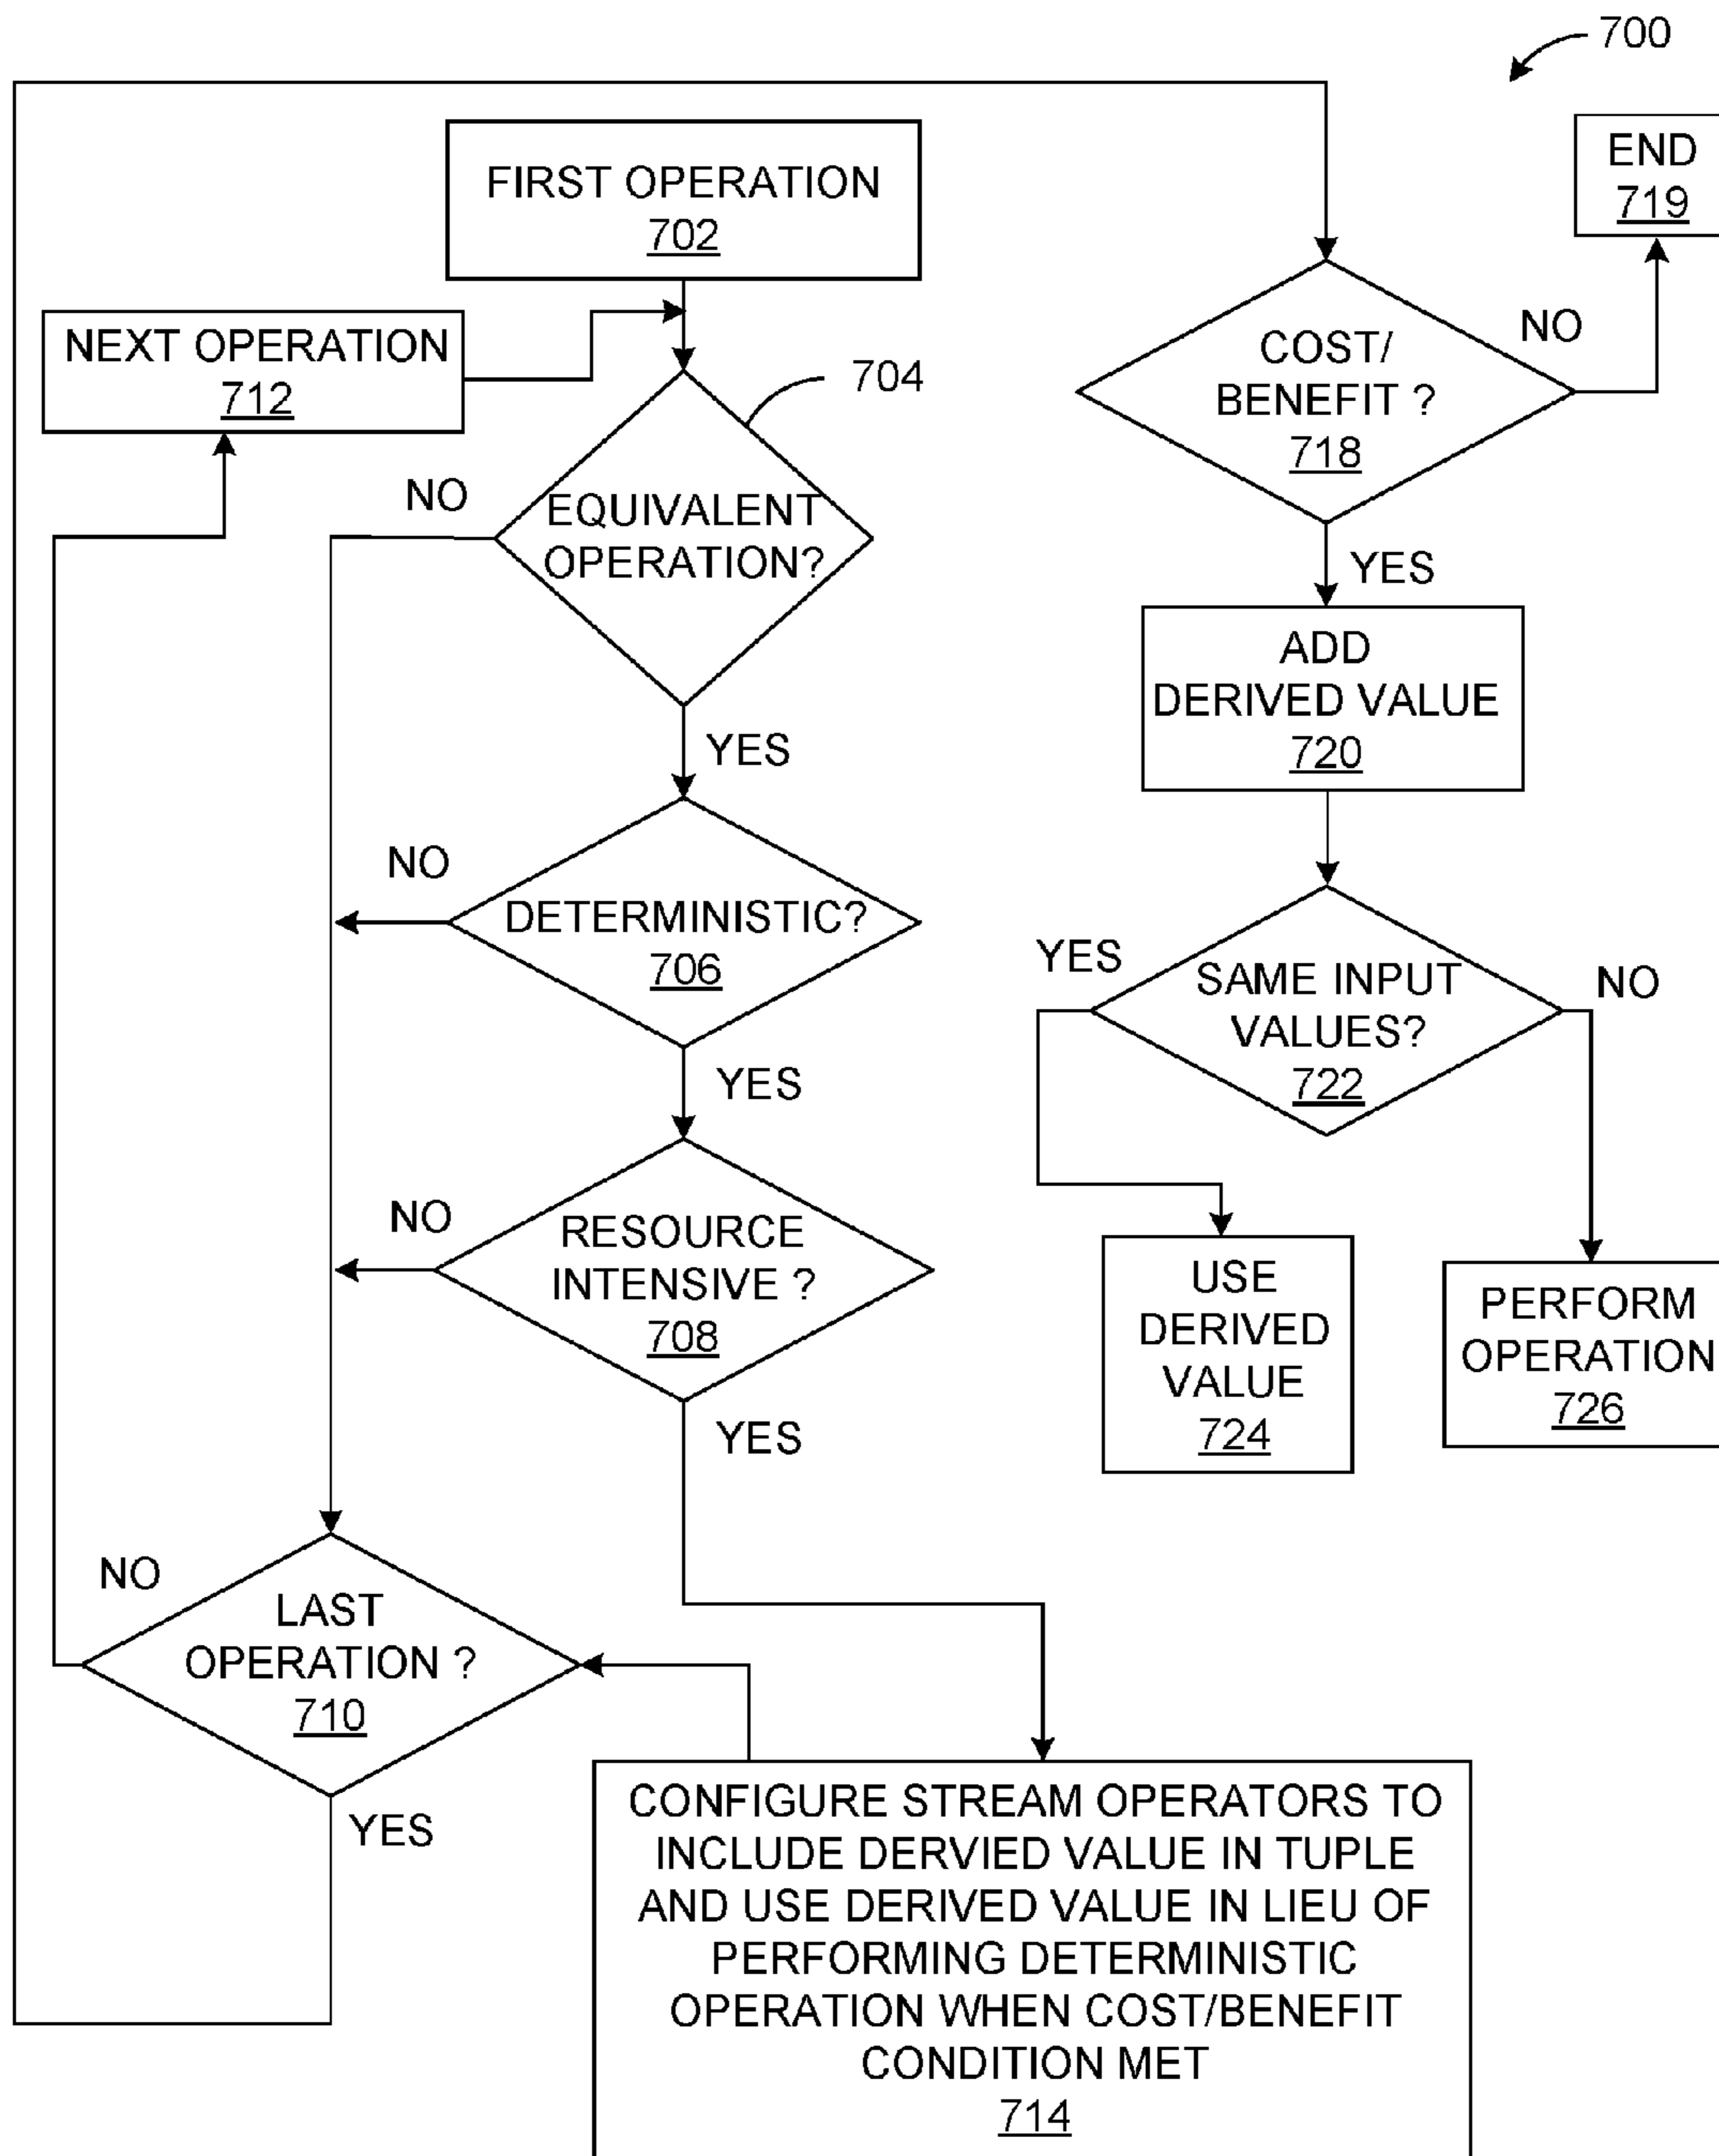 700
FIRST OPERATION
702
END
719
NEXT OPERATION
712
704
COST/
BENEFIT ?
718
NO
NO
EQUIVALENT
OPERATION?
YES
YES
ADD
DERIVED VALUE
720
NO
DETERMINISTIC?
706
YES
YES
SAME INPUT
VALUES?
722
NO
NO
RESOURCE
INTENSIVE ?
708
YES
USE
DERIVED
VALUE
724
PERFORM
OPERATION
726
NO
LAST
OPERATION ?
710
YES
CONFIGURE STREAM OPERATORS TO
INCLUDE DERVIED VALUE IN TUPLE
AND USE DERIVED VALUE IN LIEU OF
PERFORMING DETERMINISTIC
OPERATION WHEN COST/BENEFIT
CONDITION MET
714